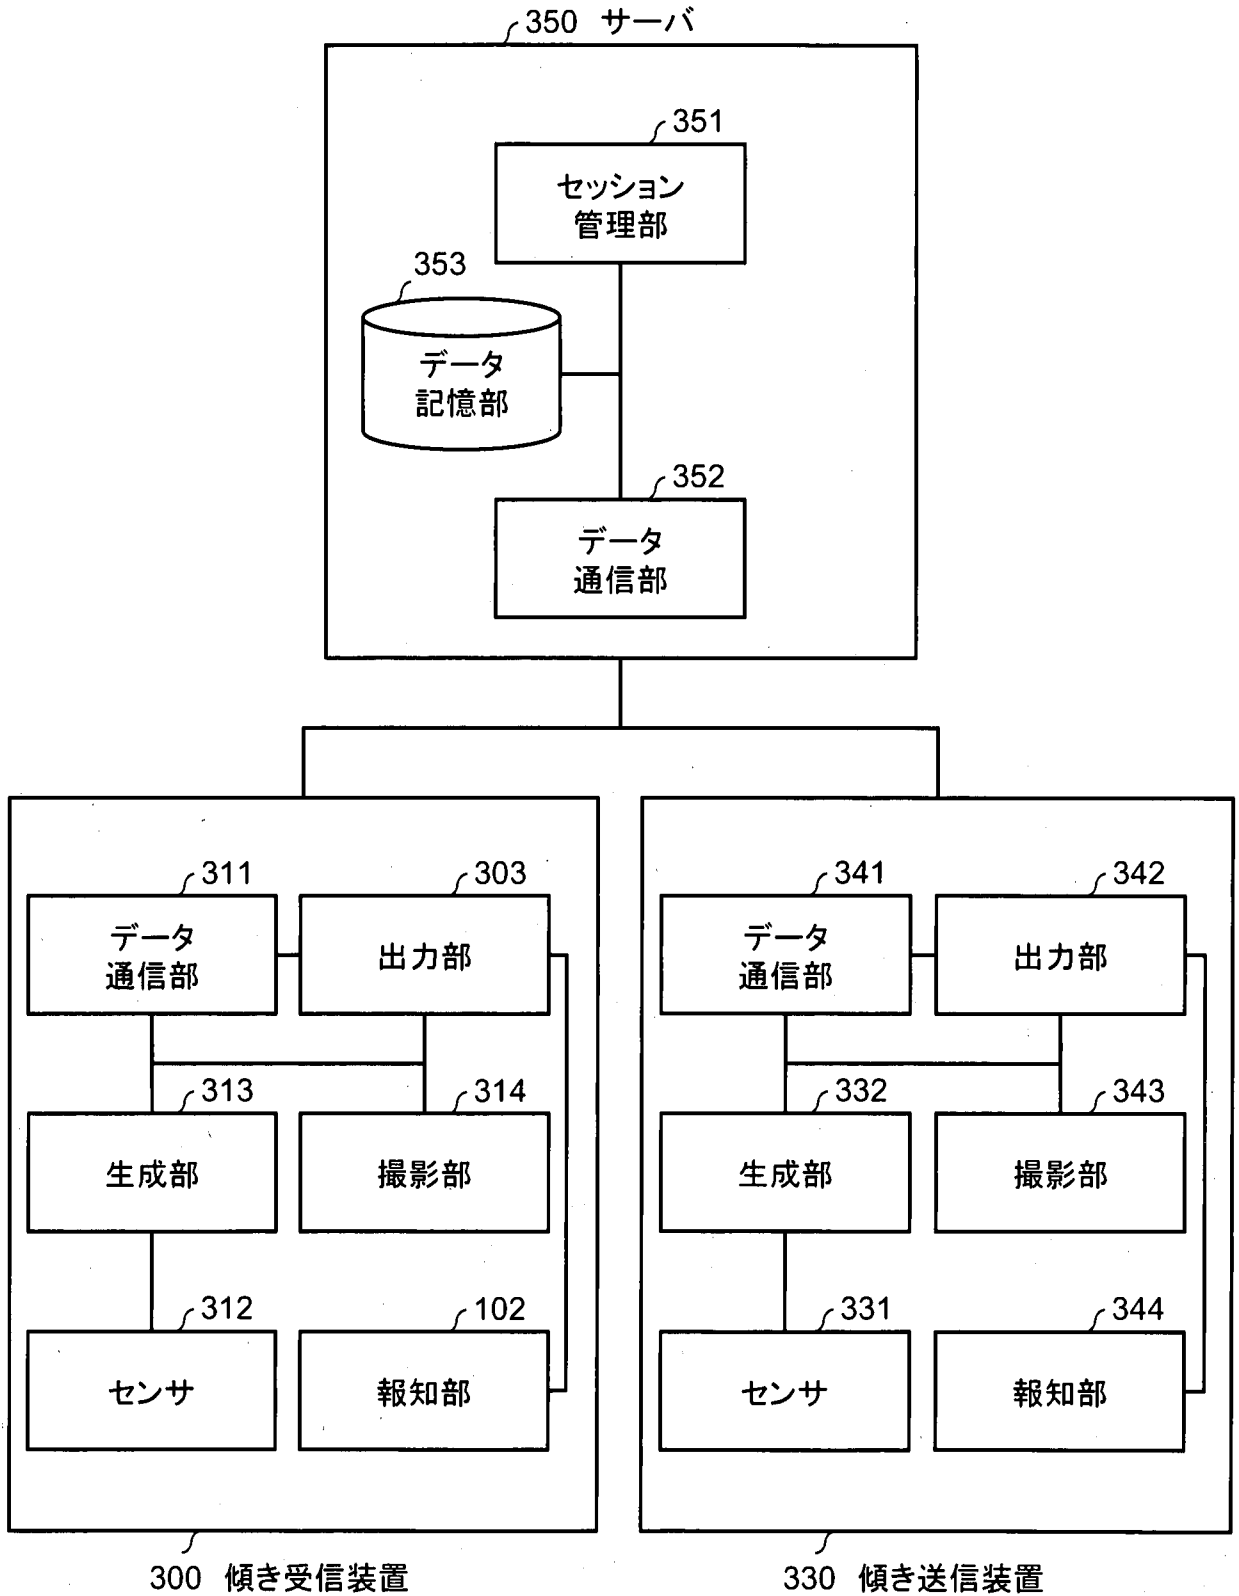 350 サーバ
351
セッション
管理部
353
データ
記憶部
352
データ
通信部
311
データ
通信部
303
出力部
313
生成部
314
撮影部
312
センサ
102
報知部
300 傾き受信装置
341
データ
通信部
342
出力部
332
生成部
343
撮影部
331
センサ
344
報知部
330 傾き送信装置